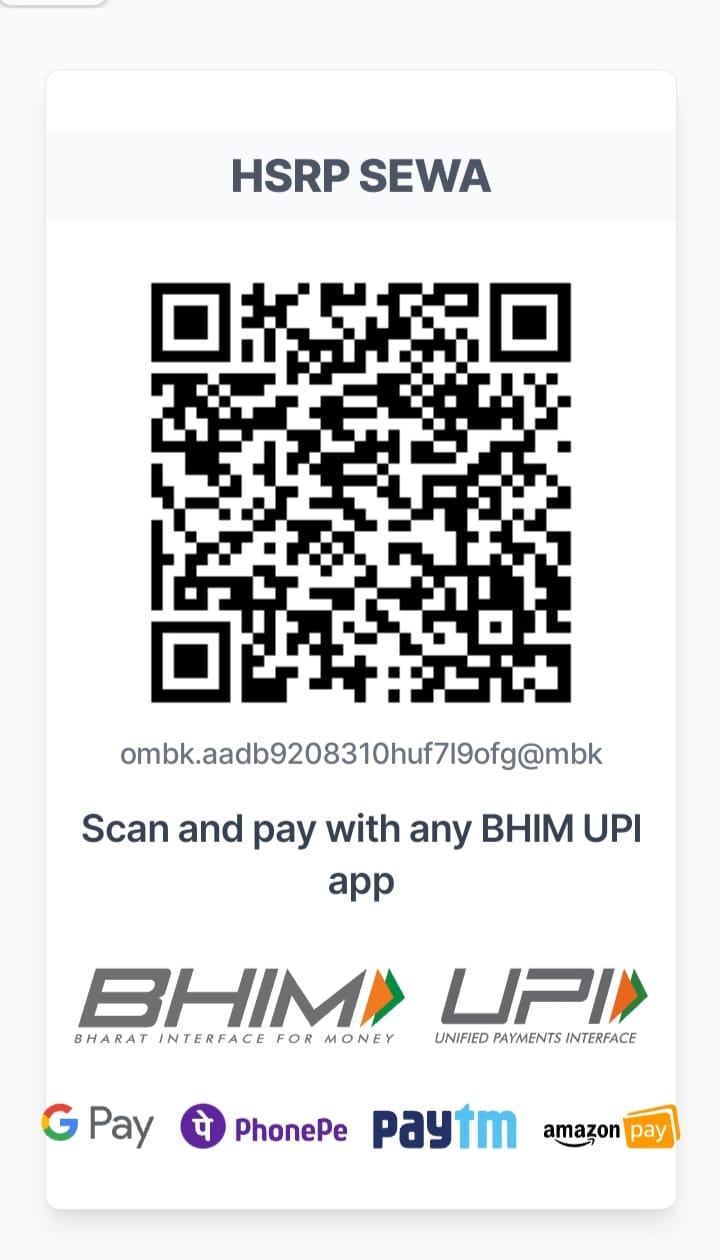 HSRP SEWA
ombk.aadb9208310huf7l9ofg@mbk
Scan and pay with any BHIM UPI
app
BHIM UPI
BHARAT INTERFACE FOR MONEY UNIFIED PAYMENTS INTERFACE
G Pay पे PhonePe paytm amazon pay